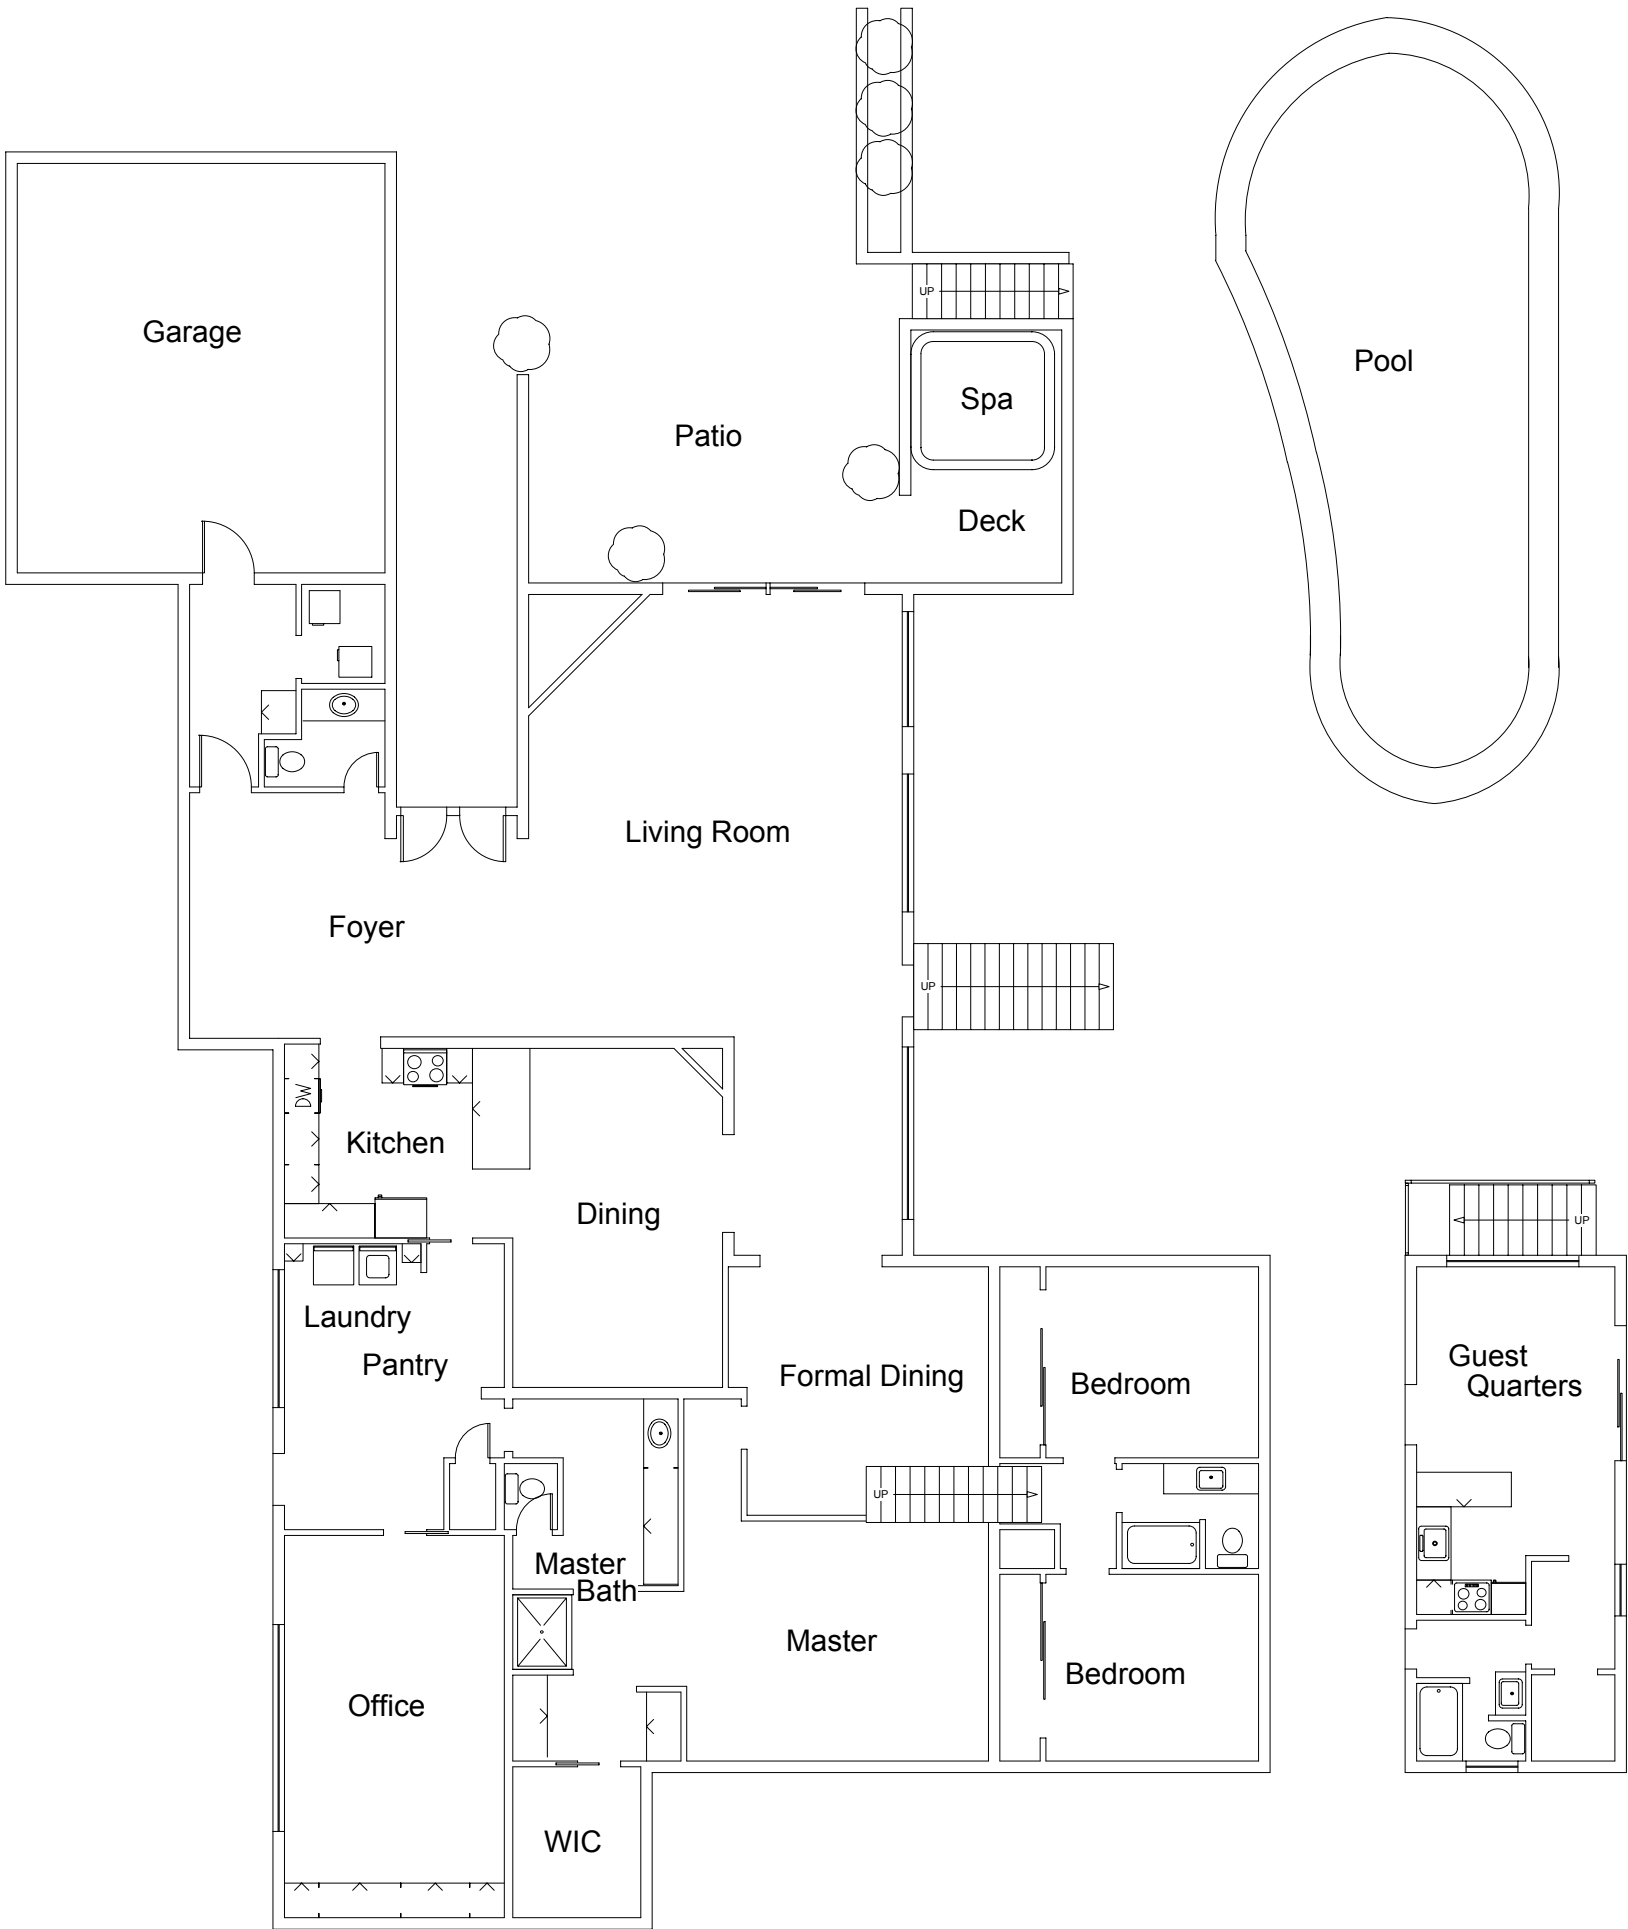 UP
Garage
Pool
Spa
Patio
Deck
Living Room
Foyer
UP
DW
Kitchen
Dining
UP
Laundry
Pantry
Formal Dining
Bedroom
Guest
Quarters
UP
Master
Bath
Master
Bedroom
Office
WIC